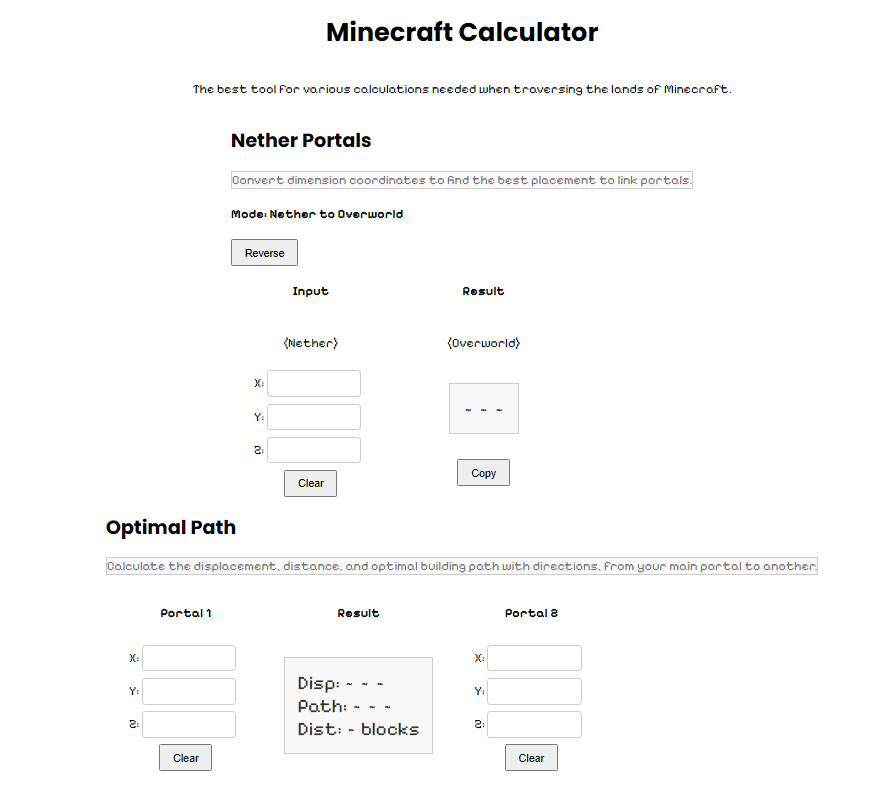 Minecraft Calculator
The best tool for various calculations needed when traversing the lands of Minecraft.
Nether Portals
Convert dimension coordinates to find the best placement to link portals.
Mode: Nether to Overworld
Reverse
Input Result
(Nether) (Overworld)
X:
~ ~ ~
Y:
Z:
Clear Copy
Optimal Path
Calculate the displacement, distance, and optimal building path with directions, from your main portal to another.
Portal 1 Result Portal 2
X: X:
Disp: ~ ~ ~
Y: Path: ~ ~ ~ Y:
Z: Dist: ~ blocks Z:
Clear Clear